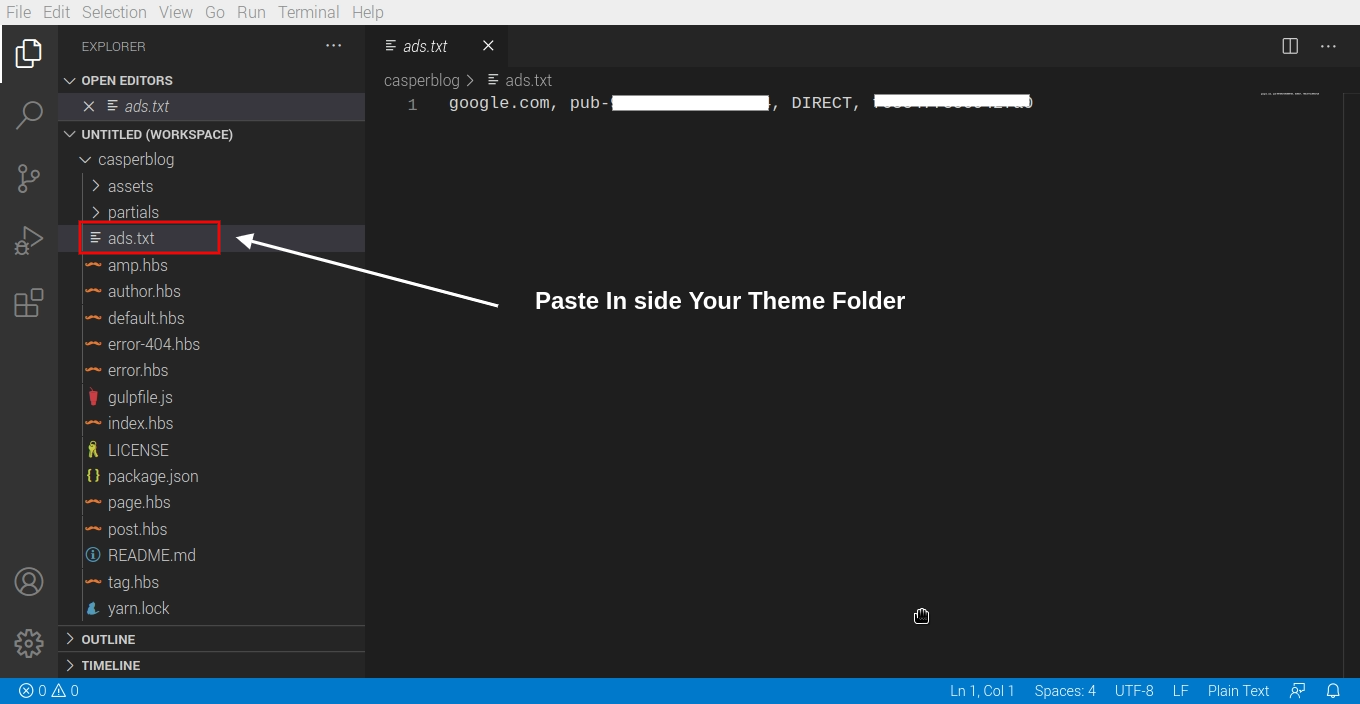 File Edit Selection View Go Run Terminal Help
EXPLORER
OPEN EDITORS
ads.txt
UNTITLED (WORKSPACE)
casperblog
assets
partials
ads.txt
amp.hbs
author.hbs
default.hbs
error-404.hbs
error.hbs
gulpfile.js
index.hbs
LICENSE
package.json
page.hbs
post.hbs
README.md
tag.hbs
yarn.lock
OUTLINE
TIMELINE
ads.txt
casperblog > ads.txt
1 google.com, pub- , DIRECT,
Paste In side Your Theme Folder
0 0 Ln 1, Col 1 Spaces: 4 UTF-8 LF Plain Text